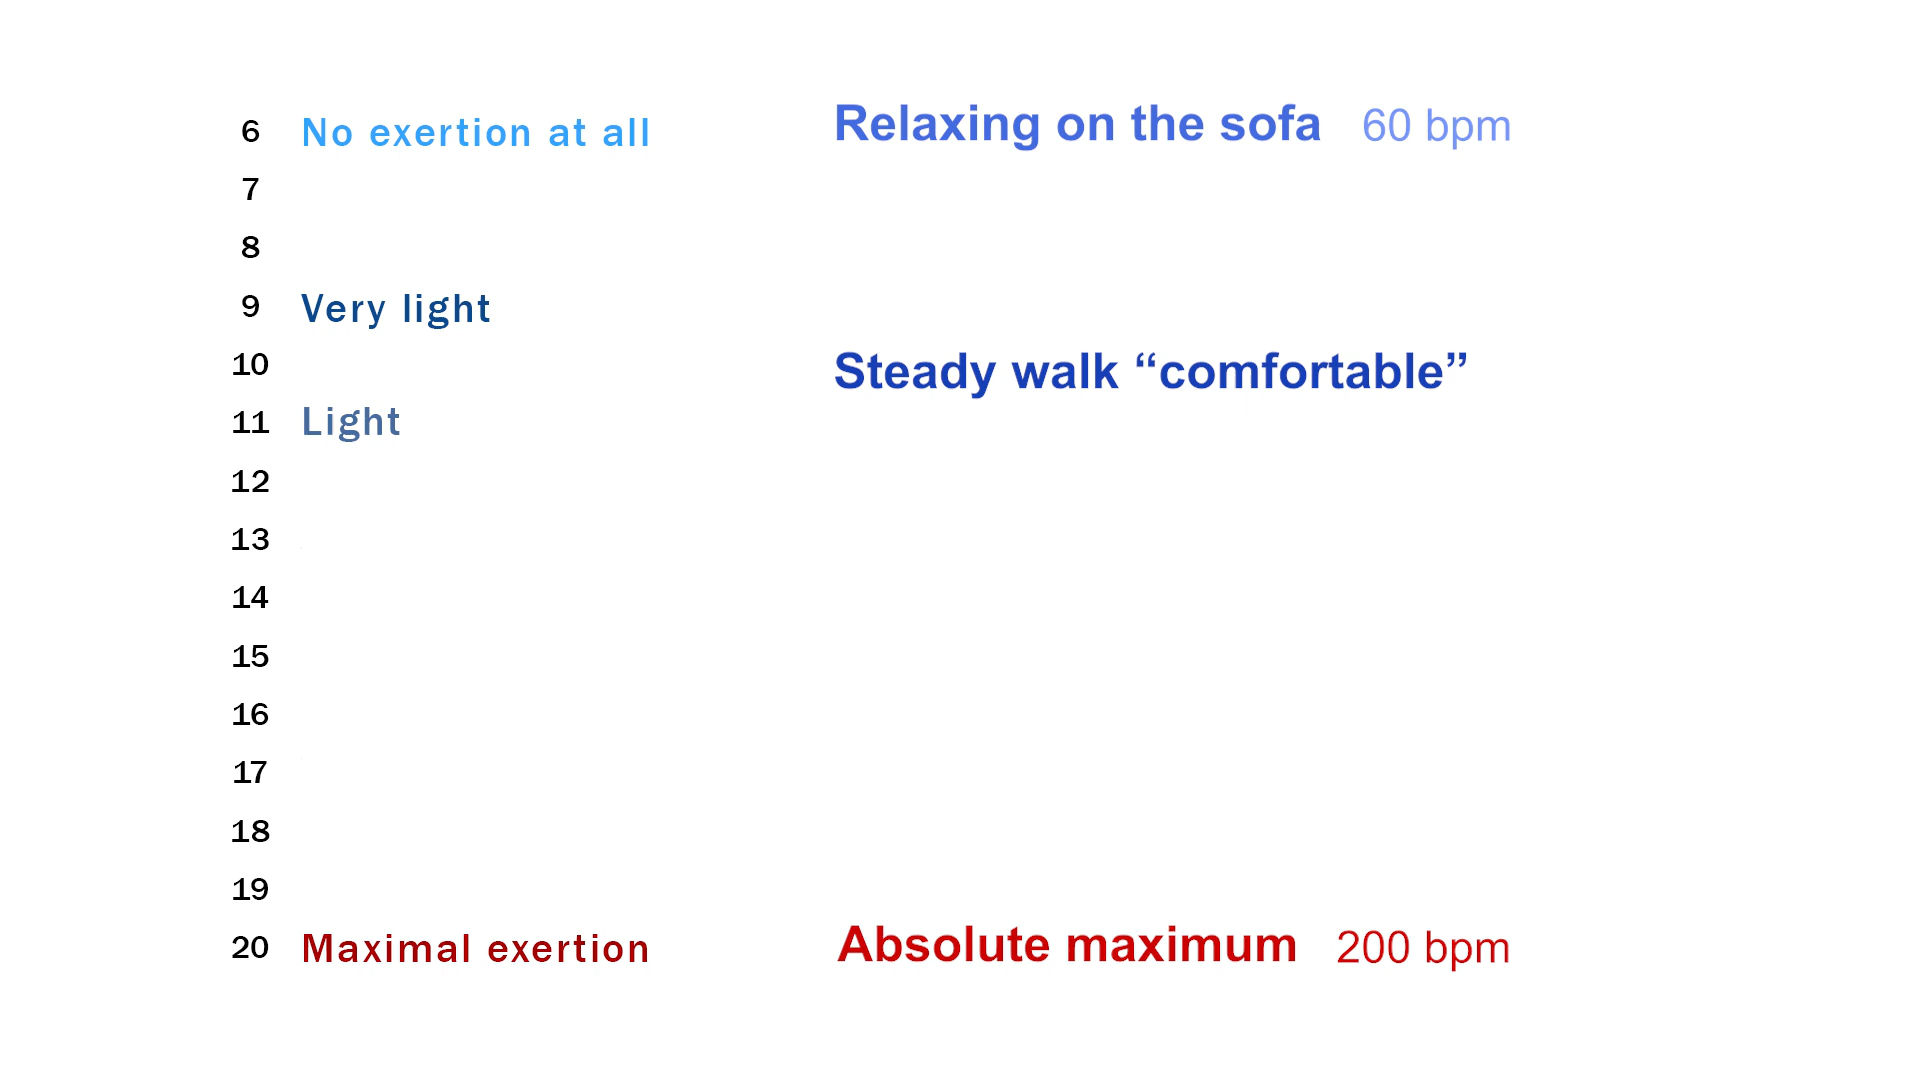 6 No exertion at all Relaxing on the sofa 60 bpm
7
8
9 Very light
10 Steady walk “comfortable”
11 Light
12
13
14
15
16
17
18
19
20 Maximal exertion Absolute maximum 200 bpm